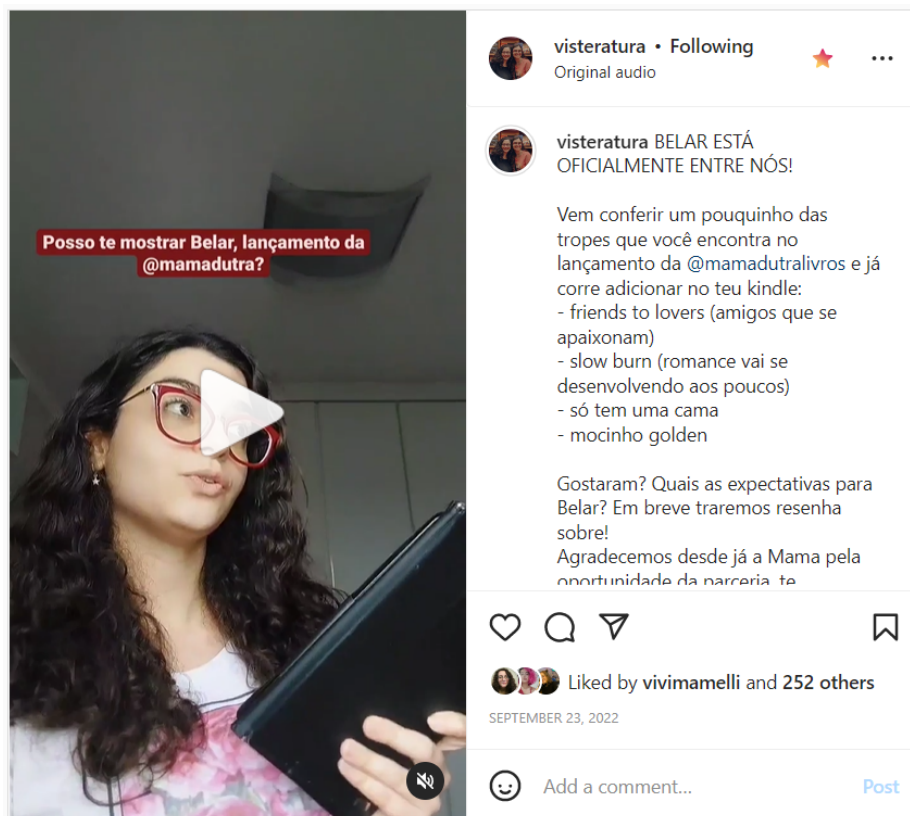 Posso te mostrar Belar, lançamento da
@mamadutra?
visteratura • Following
Original audio
visteratura BELAR ESTÁ
OFICIALMENTE ENTRE NÓS!
Vem conferir um pouquinho das
tropes que você encontra no
lançamento da @mamadutralivros e já
corre adicionar no teu kindle:
- friends to lovers (amigos que se
apaixonam)
- slow burn (romance vai se
desenvolvendo aos poucos)
- só tem uma cama
- mocinho golden
Gostaram? Quais as expectativas para
Belar? Em breve traremos resenha
sobre!
Agradecemos desde já a Mama pela
oportunidade da parceria, te
Liked by vivimamelli and 252 others
SEPTEMBER 23, 2022
Add a comment...
Post